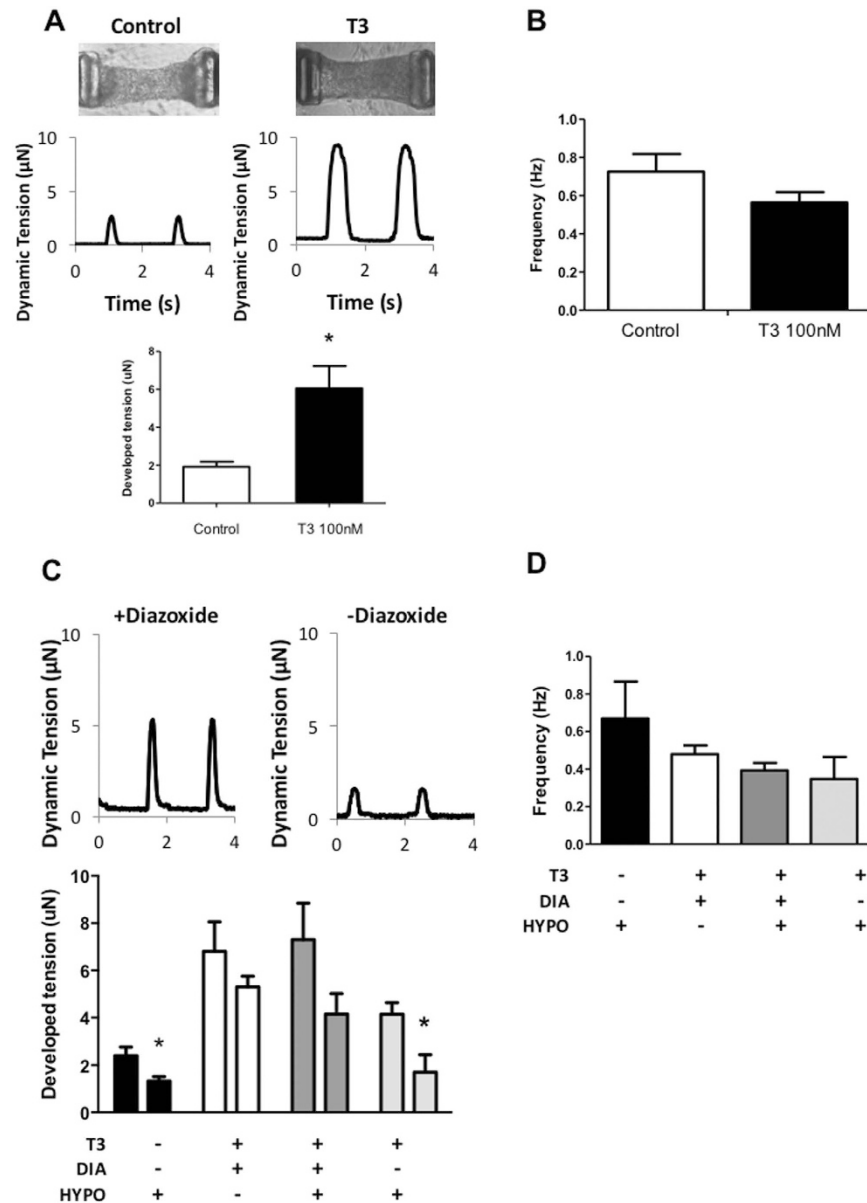 A
Control
T3
Dynamic Tension (µN)
10
5
0
0 2 4
Time (s)
Dynamic Tension (µN)
10
5
0
0 2 4
Time (s)
*
Developed tension (uN)
8
6
4
2
0
Control T3 100nM
B
Frequency (Hz)
1.0
0.8
0.6
0.4
0.2
0.0
Control T3 100nM
C
+Diazoxide
-Diazoxide
Dynamic Tension (µN)
10
5
0
0 2 4
Dynamic Tension (µN)
10
5
0
0 2 4
Developed tension (uN)
10
8
6
4
2
0
* *
T3 - + + +
DIA - + + -
HYPO + - + +
D
Frequency (Hz)
1.0
0.8
0.6
0.4
0.2
0.0
T3 - + + +
DIA - + + -
HYPO + - + +